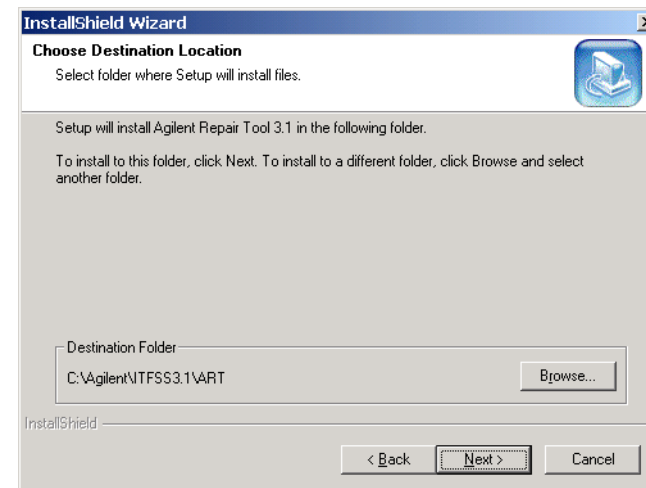 InstallShield Wizard
Choose Destination Location
Select folder where Setup will install files.
Setup will install Agilent Repair Tool 3.1 in the following folder.
To install to this folder, click Next. To install to a different folder, click Browse and select
another folder.
Destination Folder
C:\Agilent\ITFSS3.1\ART
Browse...
InstallShield
< Back
Next >
Cancel